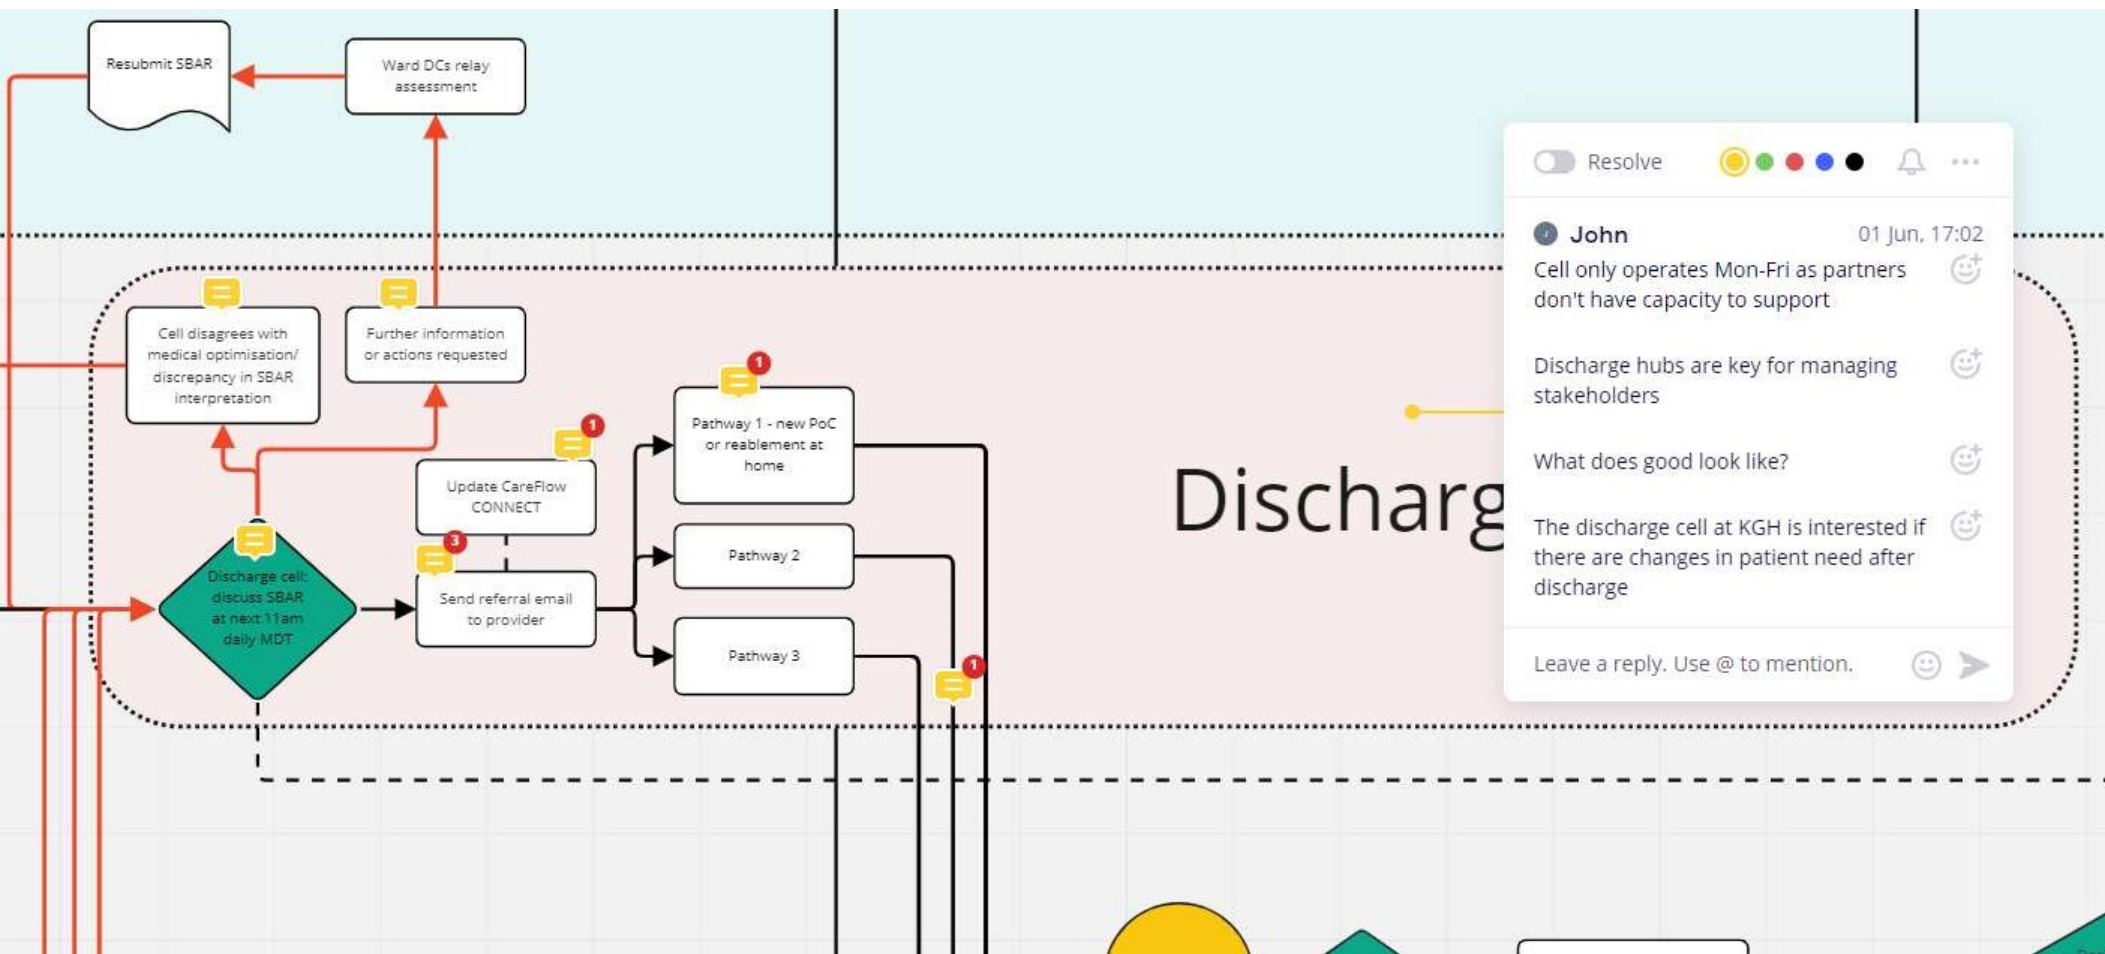 Resubmit SBAR
Ward DCs relay
assessment
Cell disagrees with
medical optimisation/
discrepancy in SBAR
interpretation
Further information
or actions requested
1
Pathway 1 - new PoC
or reablement at
home
1
Update CareFlow
CONNECT
3
Send referral email
to provider
Discharge cell:
discuss SBAR
at next 11am
daily MDT
Pathway 2
Pathway 3
1
Discharg
Resolve
John
01 Jun, 17:02
Cell only operates Mon-Fri as partners
don't have capacity to support
Discharge hubs are key for managing
stakeholders
What does good look like?
The discharge cell at KGH is interested if
there are changes in patient need after
discharge
Leave a reply. Use @ to mention.